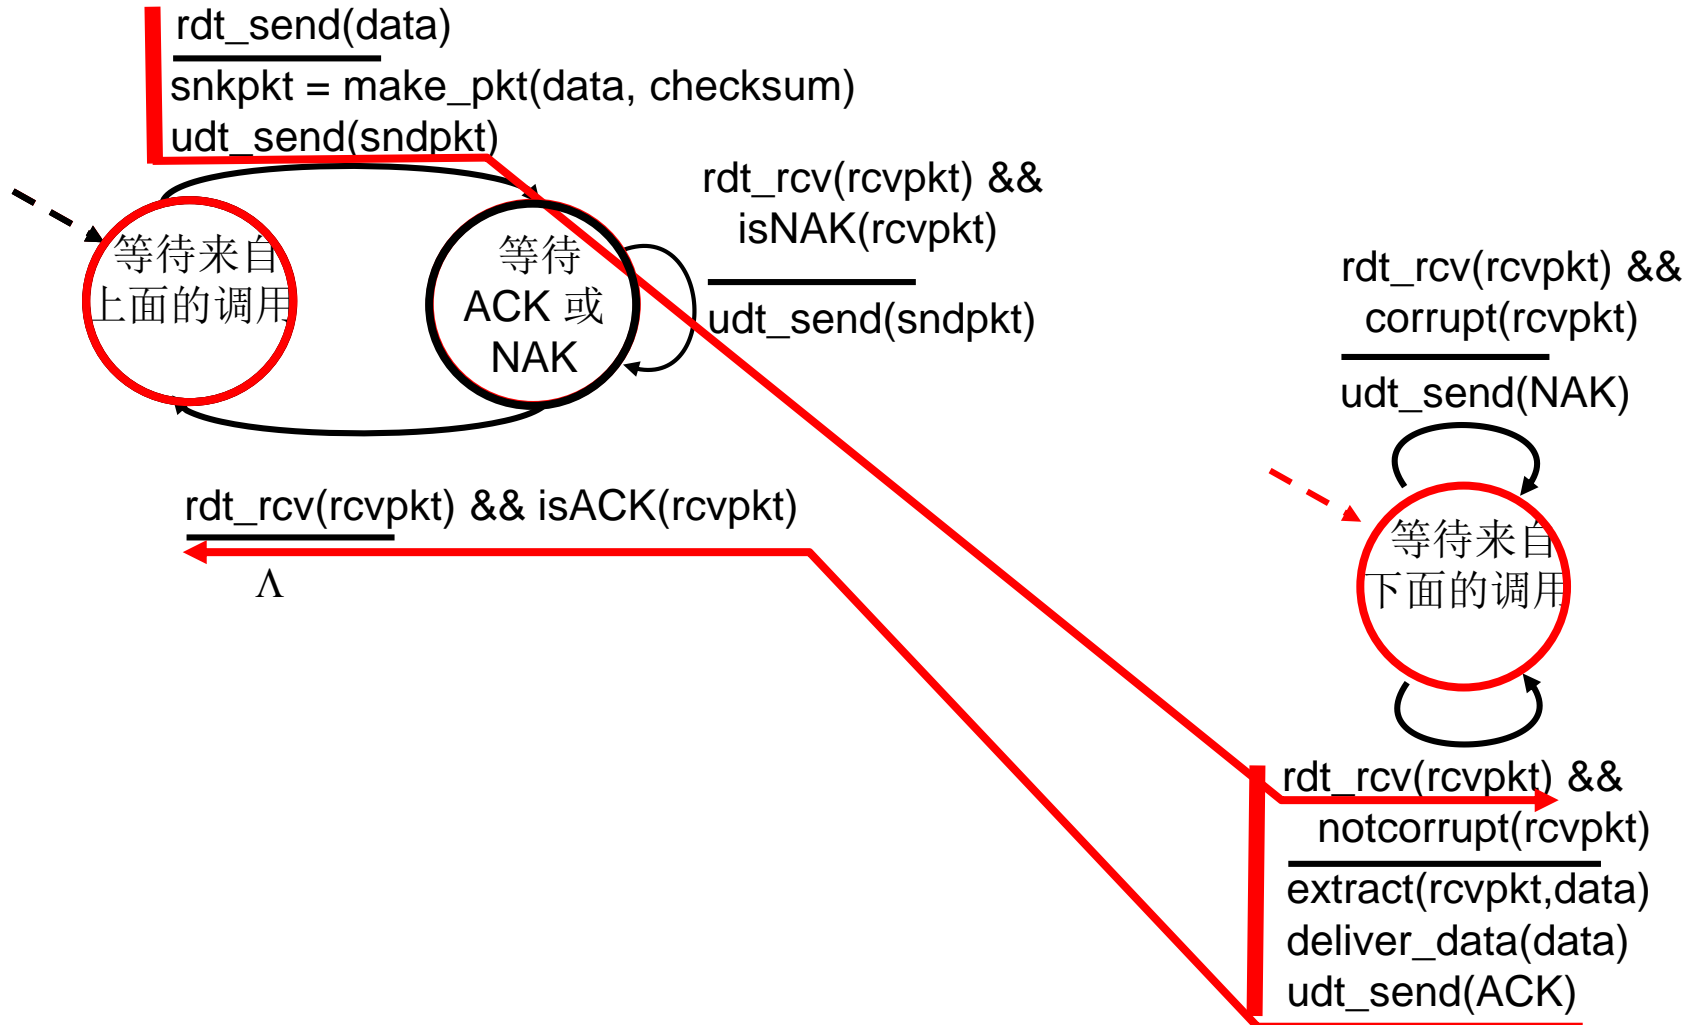 rdt_send(data)
snkpkt = make_pkt(data, checksum)
udt_send(sndpkt)
等待来自
上面的调用
等待
ACK 或
NAK
rdt_rcv(rcvpkt) &&
isNAK(rcvpkt)
udt_send(sndpkt)
rdt_rcv(rcvpkt) && isACK(rcvpkt)
Λ
rdt_rcv(rcvpkt) &&
corrupt(rcvpkt)
udt_send(NAK)
等待来自
下面的调用
rdt_rcv(rcvpkt) &&
notcorrupt(rcvpkt)
extract(rcvpkt,data)
deliver_data(data)
udt_send(ACK)